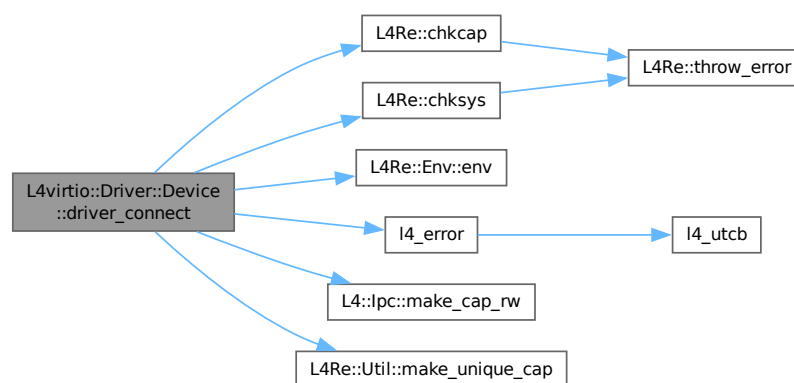 L4Re::chkcap
L4Re::throw_error
L4Re::chksys
L4Re::Env::env
L4virtio::Driver::Device
::driver_connect
l4_error
l4_utcb
L4::Ipc::make_cap_rw
L4Re::Util::make_unique_cap